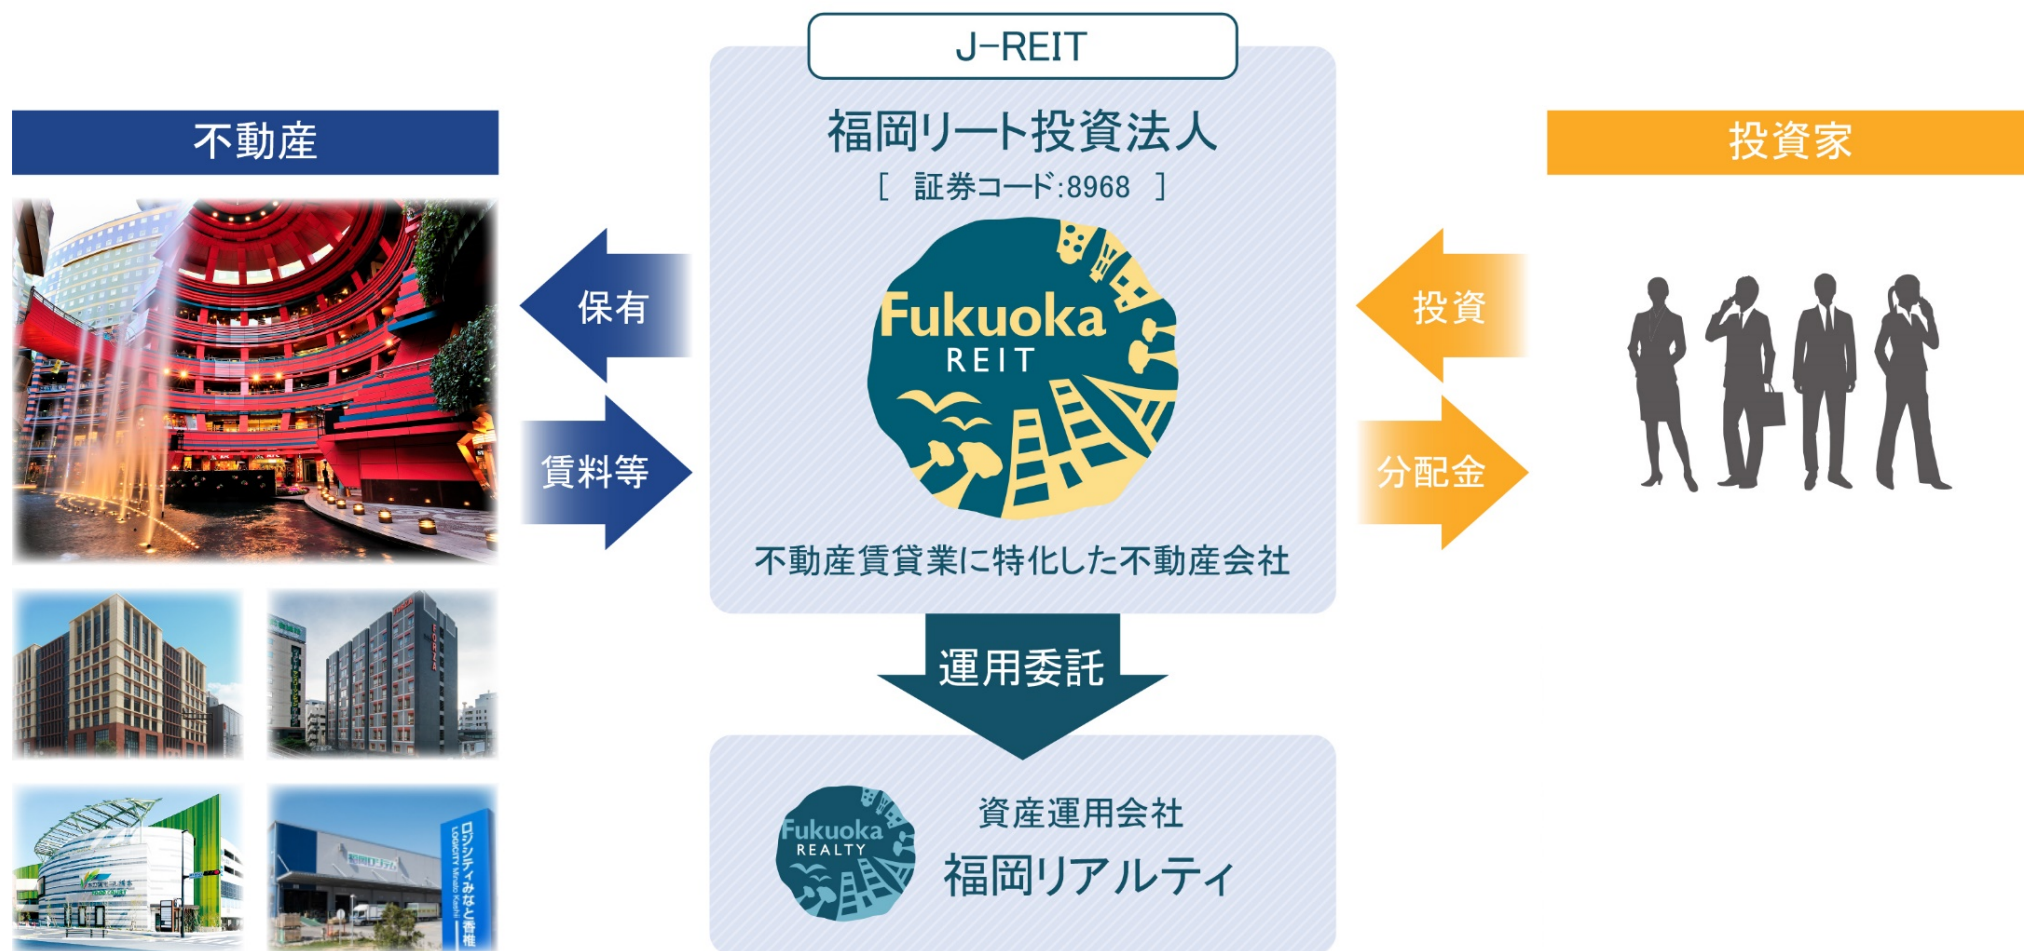 J-REIT
福岡リート投資法人
[ 証券コード:8968 ]
不動産
投資家
保有
賃料等
Fukuoka
REIT
投資
分配金
不動産賃貸業に特化した不動産会社
運用委託
FORZA
ロジシティみなと香椎
LOGICITY Minato Kashii
Fukuoka
REALTY
資産運用会社
福岡リアルティ